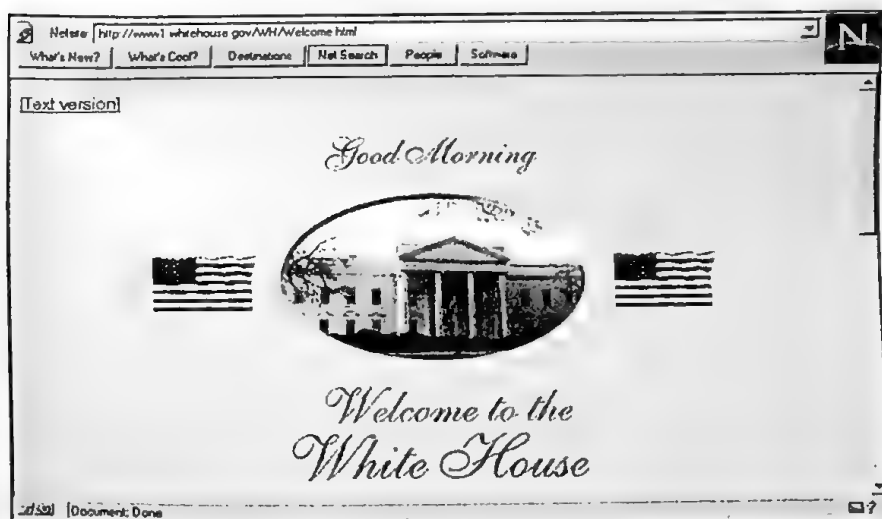 Netsite: http://www1.whitehouse.gov/WH/Welcome.html
N
What's New? What's Cool? Destinations Net Search People Software
[Text version]
Good Morning
Welcome to the
White House
Document: Done